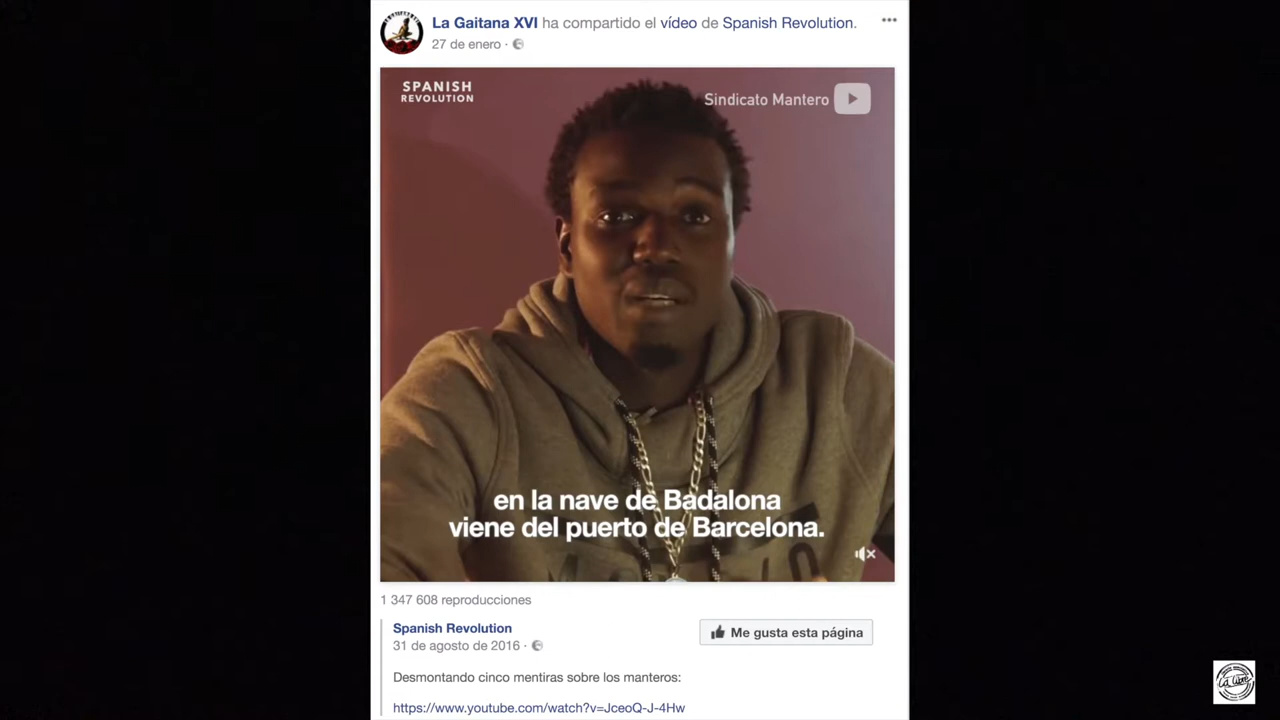 La Gaitana XVI ha compartido el vídeo de Spanish Revolution.
27 de enero ·
SPANISH
REVOLUTION
Sindicato Mantero
en la nave de Badalona
viene del puerto de Barcelona.
1 347 608 reproducciones
Spanish Revolution
31 de agosto de 2016 ·
Me gusta esta página
Desmontando cinco mentiras sobre los manteros:
https://www.youtube.com/watch?v=JceoQ-J-4Hw